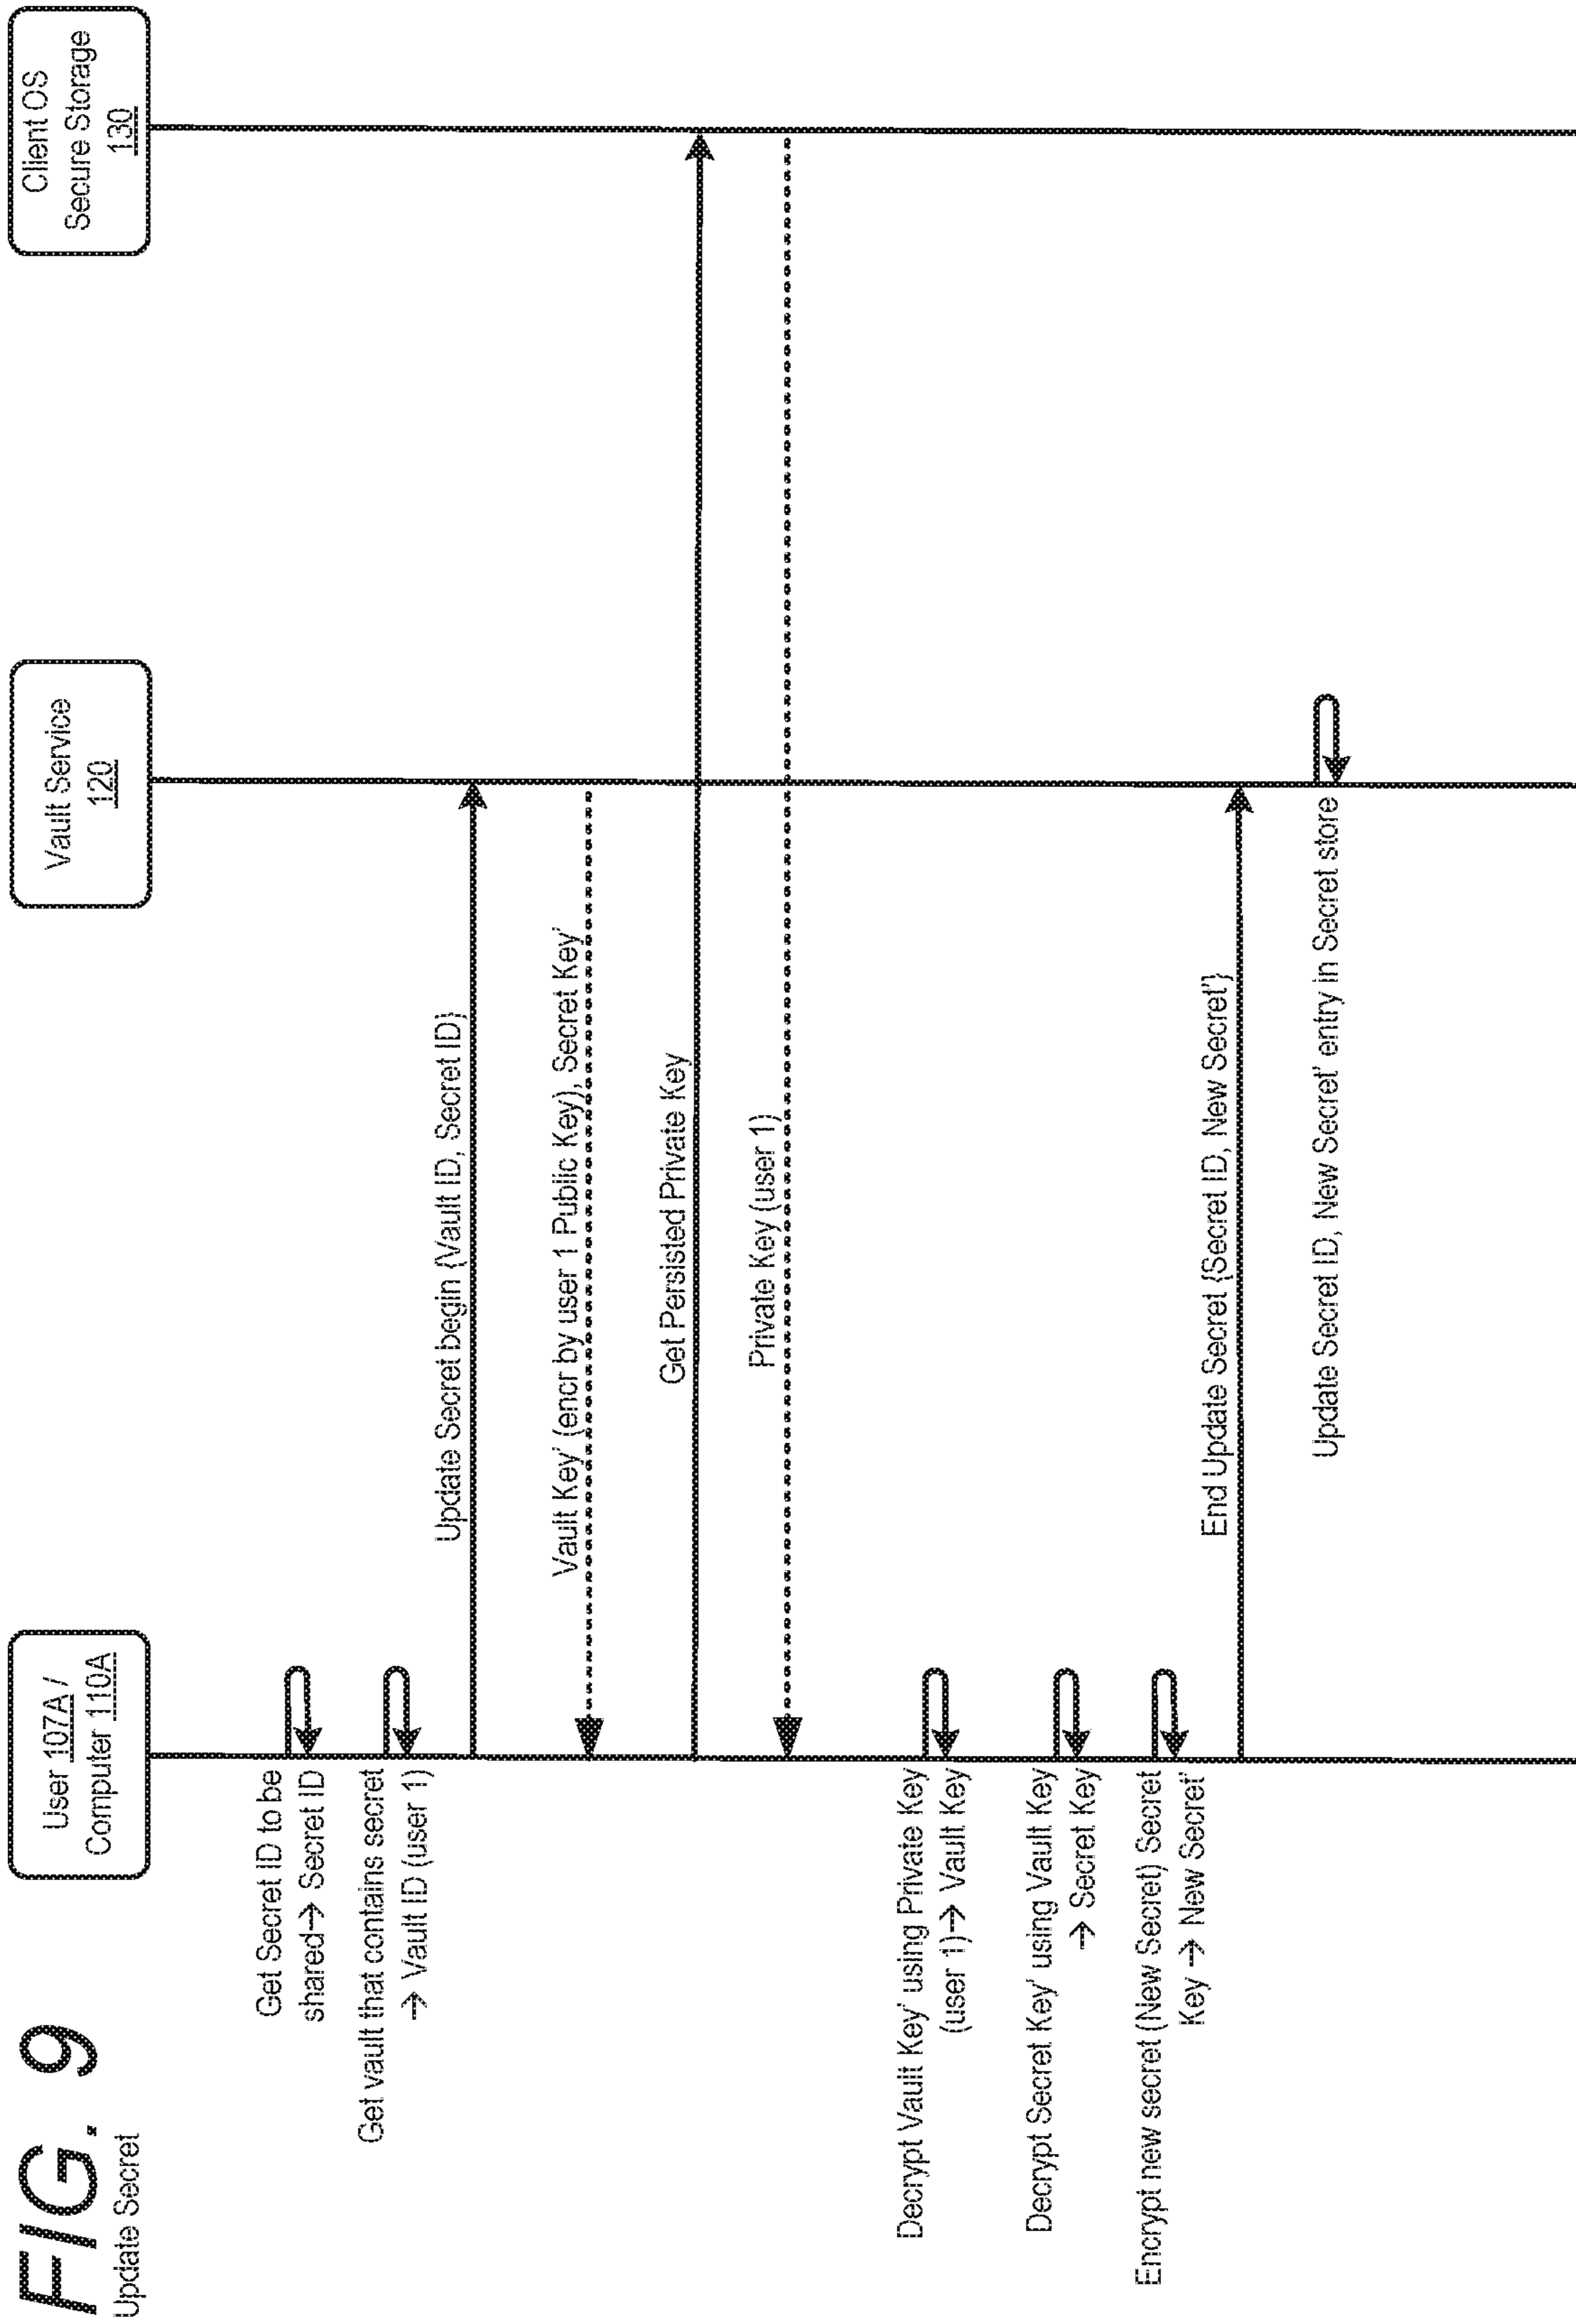 FIG. 9
Update Secret
User 107A /
Computer 110A
Vault Service
120
Client OS
Secure Storage
130
Get Secret ID to be
shared→ Secret ID
Get vault that contains secret
→ Vault ID (user 1)
Update Secret begin {Vault ID, Secret ID}
Vault Key' (encr by user 1 Public Key), Secret Key'
Get Persisted Private Key
Private Key (user 1)
Decrypt Vault Key' using Private Key
(user 1)→ Vault Key
Decrypt Secret Key' using Vault Key
→ Secret Key
Encrypt new secret (New Secret) Secret
Key → New Secret'
End Update Secret {Secret ID, New Secret'}
Update Secret ID, New Secret' entry in Secret store